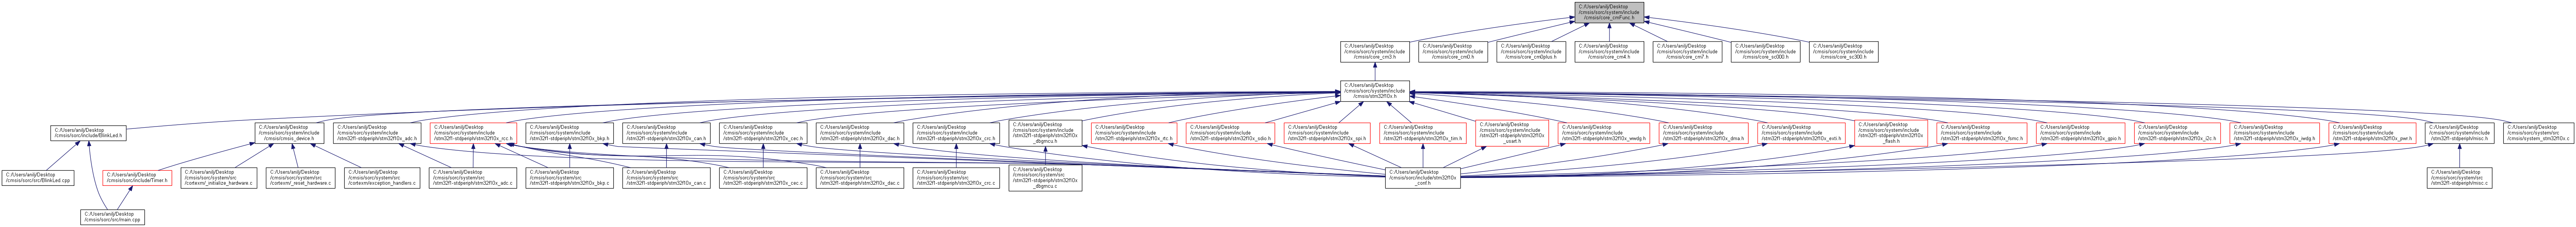 C:/Users/anilj/Desktop
/cmsis/sorc/system/include
/cmsis/core_cmFunc.h
C:/Users/anilj/Desktop
/cmsis/sorc/system/include
/cmsis/core_cm3.h
C:/Users/anilj/Desktop
/cmsis/sorc/system/include
/cmsis/core_cm0.h
C:/Users/anilj/Desktop
/cmsis/sorc/system/include
/cmsis/core_cm0plus.h
C:/Users/anilj/Desktop
/cmsis/sorc/system/include
/cmsis/core_cm4.h
C:/Users/anilj/Desktop
/cmsis/sorc/system/include
/cmsis/core_cm7.h
C:/Users/anilj/Desktop
/cmsis/sorc/system/include
/cmsis/core_sc000.h
C:/Users/anilj/Desktop
/cmsis/sorc/system/include
/cmsis/core_sc300.h
C:/Users/anilj/Desktop
/cmsis/sorc/system/include
/cmsis/stm32f10x.h
C:/Users/anilj/Desktop
/cmsis/sorc/include/BlinkLed.h
C:/Users/anilj/Desktop
/cmsis/sorc/system/include
/cmsis/cmsis_device.h
C:/Users/anilj/Desktop
/cmsis/sorc/system/include
/stm32f1-stdperiph/stm32f10x_adc.h
C:/Users/anilj/Desktop
/cmsis/sorc/system/include
/stm32f1-stdperiph/stm32f10x_rcc.h
C:/Users/anilj/Desktop
/cmsis/sorc/system/include
/stm32f1-stdperiph/stm32f10x_bkp.h
C:/Users/anilj/Desktop
/cmsis/sorc/system/include
/stm32f1-stdperiph/stm32f10x_can.h
C:/Users/anilj/Desktop
/cmsis/sorc/system/include
/stm32f1-stdperiph/stm32f10x_cec.h
C:/Users/anilj/Desktop
/cmsis/sorc/system/include
/stm32f1-stdperiph/stm32f10x_dac.h
C:/Users/anilj/Desktop
/cmsis/sorc/system/include
/stm32f1-stdperiph/stm32f10x_crc.h
C:/Users/anilj/Desktop
/cmsis/sorc/system/include
/stm32f1-stdperiph/stm32f10x
_dbgmcu.h
C:/Users/anilj/Desktop
/cmsis/sorc/system/include
/stm32f1-stdperiph/stm32f10x_rtc.h
C:/Users/anilj/Desktop
/cmsis/sorc/system/include
/stm32f1-stdperiph/stm32f10x_sdio.h
C:/Users/anilj/Desktop
/cmsis/sorc/system/include
/stm32f1-stdperiph/stm32f10x_spi.h
C:/Users/anilj/Desktop
/cmsis/sorc/system/include
/stm32f1-stdperiph/stm32f10x_tim.h
C:/Users/anilj/Desktop
/cmsis/sorc/system/include
/stm32f1-stdperiph/stm32f10x
_usart.h
C:/Users/anilj/Desktop
/cmsis/sorc/system/include
/stm32f1-stdperiph/stm32f10x_wwdg.h
C:/Users/anilj/Desktop
/cmsis/sorc/system/include
/stm32f1-stdperiph/stm32f10x_dma.h
C:/Users/anilj/Desktop
/cmsis/sorc/system/include
/stm32f1-stdperiph/stm32f10x_exti.h
C:/Users/anilj/Desktop
/cmsis/sorc/system/include
/stm32f1-stdperiph/stm32f10x
_flash.h
C:/Users/anilj/Desktop
/cmsis/sorc/system/include
/stm32f1-stdperiph/stm32f10x_fsmc.h
C:/Users/anilj/Desktop
/cmsis/sorc/system/include
/stm32f1-stdperiph/stm32f10x_gpio.h
C:/Users/anilj/Desktop
/cmsis/sorc/system/include
/stm32f1-stdperiph/stm32f10x_i2c.h
C:/Users/anilj/Desktop
/cmsis/sorc/system/include
/stm32f1-stdperiph/stm32f10x_iwdg.h
C:/Users/anilj/Desktop
/cmsis/sorc/system/include
/stm32f1-stdperiph/stm32f10x_pwr.h
C:/Users/anilj/Desktop
/cmsis/sorc/system/include
/stm32f1-stdperiph/misc.h
C:/Users/anilj/Desktop
/cmsis/sorc/system/src
/cmsis/system_stm32f10x.c
C:/Users/anilj/Desktop
/cmsis/sorc/src/BlinkLed.cpp
C:/Users/anilj/Desktop
/cmsis/sorc/include/Timer.h
C:/Users/anilj/Desktop
/cmsis/sorc/system/src
/cortexm/_initialize_hardware.c
C:/Users/anilj/Desktop
/cmsis/sorc/system/src
/cortexm/_reset_hardware.c
C:/Users/anilj/Desktop
/cmsis/sorc/system/src
/cortexm/exception_handlers.c
C:/Users/anilj/Desktop
/cmsis/sorc/system/src
/stm32f1-stdperiph/stm32f10x_adc.c
C:/Users/anilj/Desktop
/cmsis/sorc/system/src
/stm32f1-stdperiph/stm32f10x_bkp.c
C:/Users/anilj/Desktop
/cmsis/sorc/system/src
/stm32f1-stdperiph/stm32f10x_can.c
C:/Users/anilj/Desktop
/cmsis/sorc/system/src
/stm32f1-stdperiph/stm32f10x_cec.c
C:/Users/anilj/Desktop
/cmsis/sorc/system/src
/stm32f1-stdperiph/stm32f10x_dac.c
C:/Users/anilj/Desktop
/cmsis/sorc/system/src
/stm32f1-stdperiph/stm32f10x_crc.c
C:/Users/anilj/Desktop
/cmsis/sorc/system/src
/stm32f1-stdperiph/stm32f10x
_dbgmcu.c
C:/Users/anilj/Desktop
/cmsis/sorc/include/stm32f10x
_conf.h
C:/Users/anilj/Desktop
/cmsis/sorc/system/src
/stm32f1-stdperiph/misc.c
C:/Users/anilj/Desktop
/cmsis/sorc/src/main.cpp